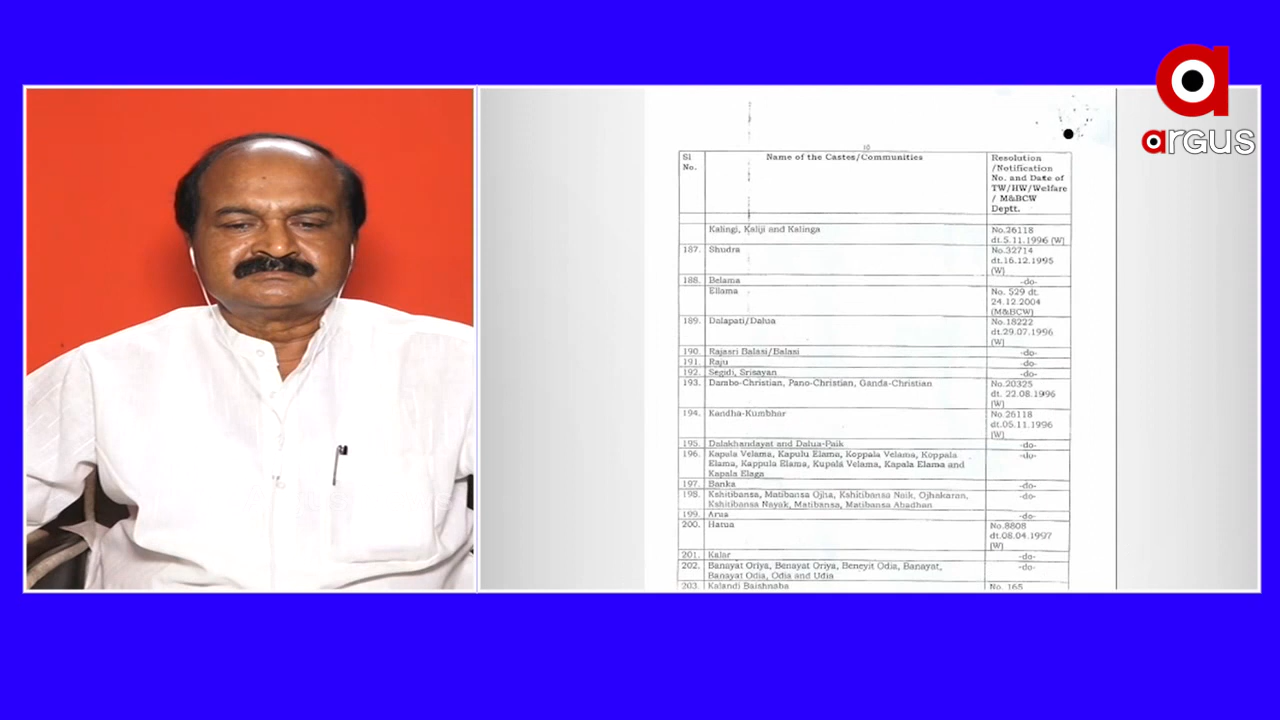 argus
10
Sl No. Name of the Castes/Communities Resolution /Notification No. and Date of TW/HW/Welfare / M&BCW Deptt.
Kalingi, Kaliji and Kalinga No.26118 dt.5.11.1996 (W)
187. Shudra No.32714 dt.16.12.1995 (W)
188. Belama -do-
Ellama No. 529 dt. 24.12.2004 (M&BCW)
189. Dalapati/Dalua No.18222 dt.29.07.1996 (W)
190. Rajasri Balasi/Balasi -do-
191. Raju -do-
192. Segidi, Srisayan -do-
193. Dambo-Christian, Pano-Christian, Ganda-Christian No.20325 dt. 22.08.1996 (W)
194. Kandha-Kumbhar No.26118 dt.05.11.1996 (W)
195. Dalakhandayat and Dalua-Paik -do-
196. Kapala Velama, Kapulu Elama, Koppala Velama, Koppala -do-
Elama, Kappula Elama, Kupala Velama, Kapala Elama and
Kapala Elaga
197. Banka -do-
198. Kshitibansa, Matibansa Ojha, Kshitibansa Naik, Ojhakaran, -do-
Kshitibansa Nayak, Matibansa, Matibansa Abadhan
199. Arua -do-
200. Hatua No.8808 dt.08.04.1997 (W)
201. Kalar -do-
202. Banayat Oriya, Benayat Oriya, Beneyit Odia, Banayat, -do-
Banayat Odia, Odia and Udia
203. Kalandi Baishnaba No. 165